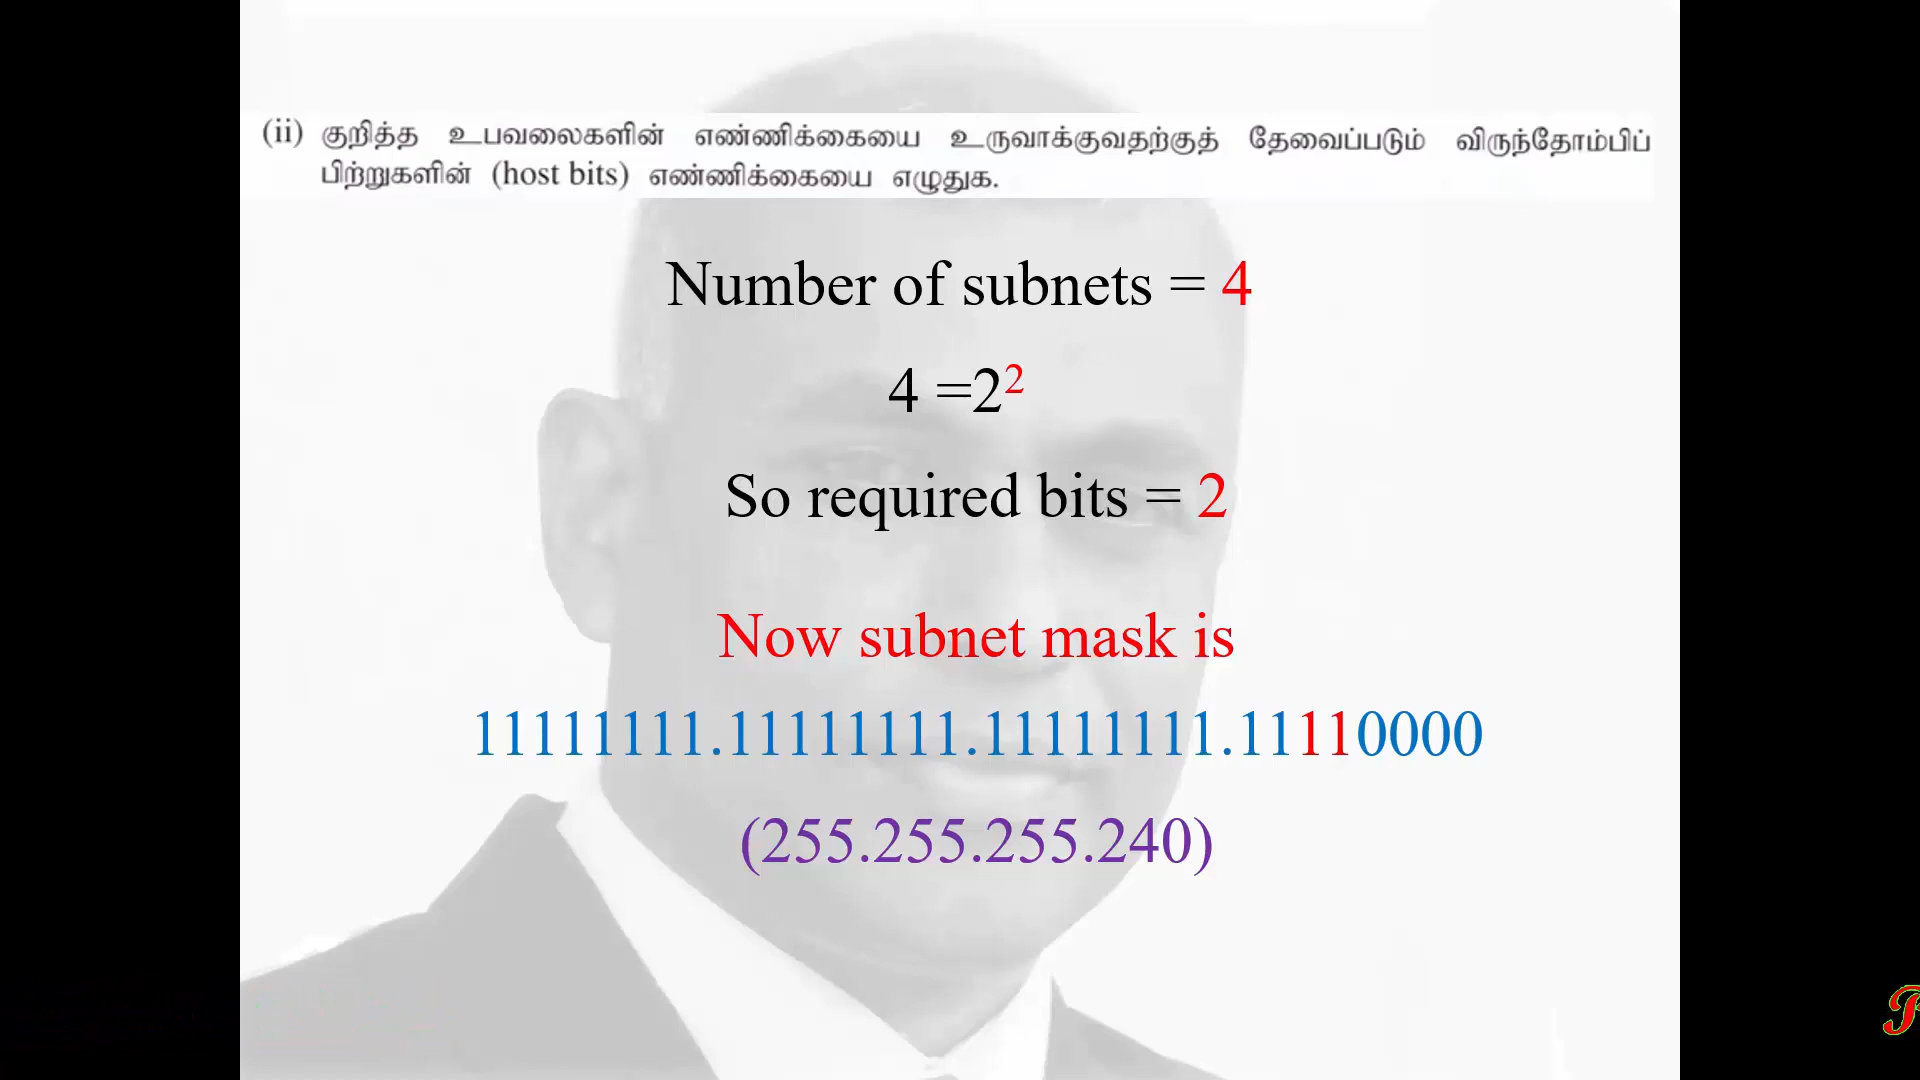 (ii) குறித்த உபவலைகளின் எண்ணிக்கையை உருவாக்குவதற்குத் தேவைப்படும் விருந்தோம்பிப்
பிற்றுகளின் (host bits) எண்ணிக்கையை எழுதுக.
Number of subnets = 4
4 =2²
So required bits = 2
Now subnet mask is
11111111.11111111.11111111.11110000
(255.255.255.240)